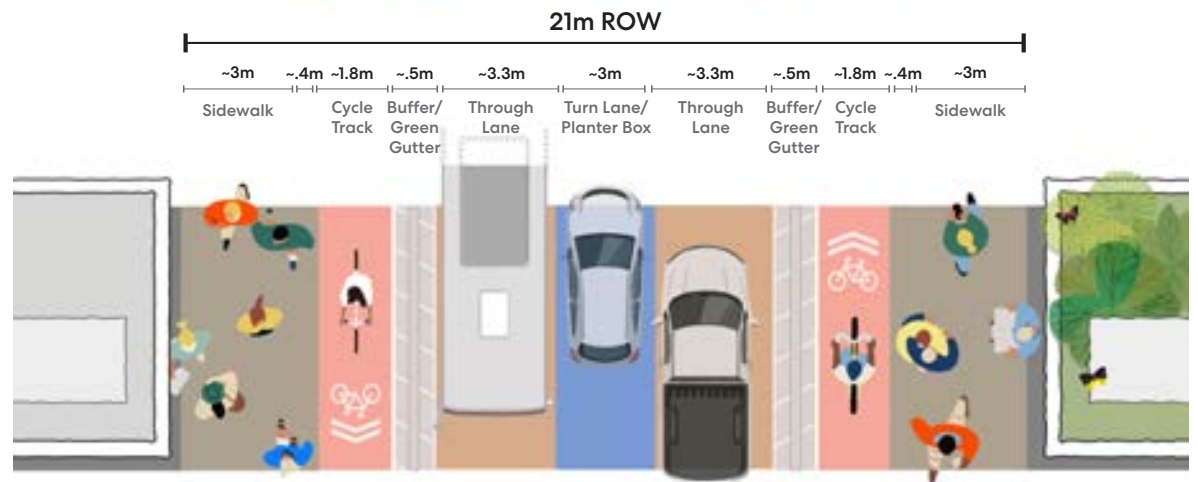 21m ROW
~3m ~.4m ~1.8m ~.5m ~3.3m ~3m ~3.3m ~.5m ~1.8m ~.4m ~3m
Sidewalk Cycle Buffer/ Through Turn Lane/ Through Buffer/ Cycle Sidewalk
Track Green Lane Planter Box Lane Green Track
Gutter Gutter